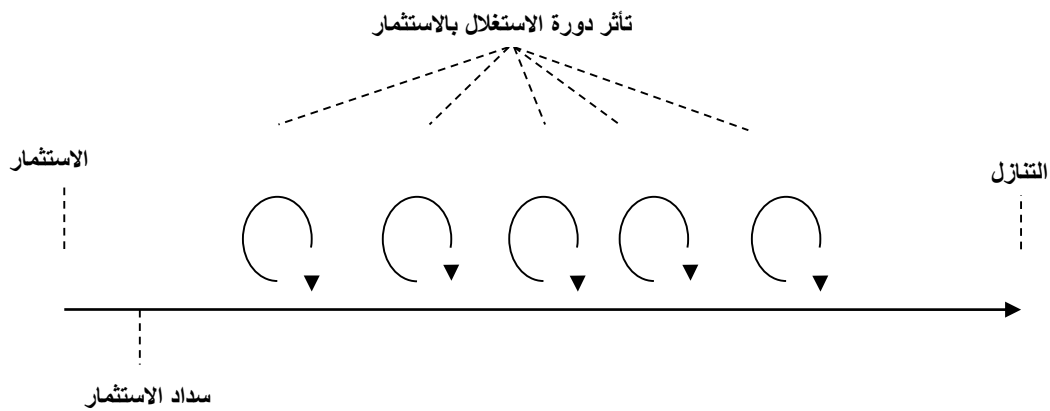 تأثر دورة الاستغلال بالاستثمار
الاستثمار
التنازل
سداد الاستثمار